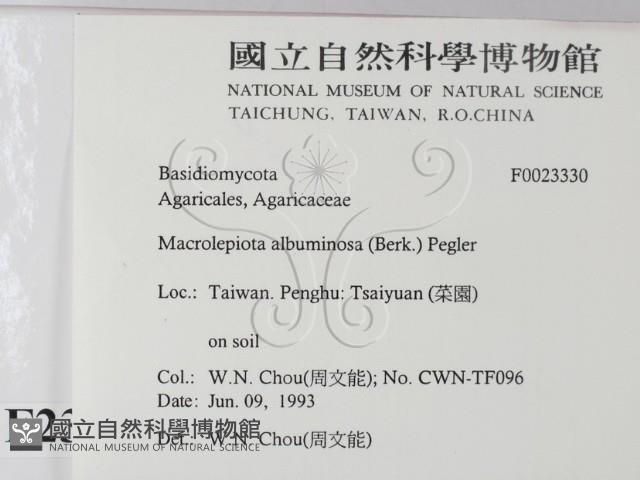 國立自然科學博物館
NATIONAL MUSEUM OF NATURAL SCIENCE
TAICHUNG, TAIWAN, R.O.CHINA
Basidiomycota F0023330
Agaricales, Agaricaceae
Macrolepiota albuminosa (Berk.) Pegler
Loc.: Taiwan. Penghu: Tsaiyuan (菜園)
on soil
Col.: W.N. Chou(周文能); No. CWN-TF096
Date: Jun. 09, 1993
Det.: W.N. Chou(周文能)
國立自然科學博物館
NATIONAL MUSEUM OF NATURAL SCIENCE